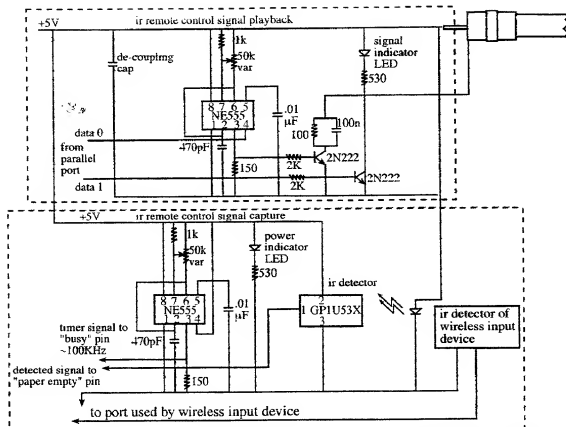 ir remote control signal playback
+5V
1k
50k
var
de-coupling
cap
signal
indicator
LED
530
8 7 6 5
NE555
1 2 3 4
.01
µF
100
100n
data 0
from
parallel
port
470pF
150
2K
2N222
data 1
2K
2N222
ir remote control signal capture
+5V
1k
50k
var
power
indicator
LED
530
ir detector
8 7 6 5
NE555
1 2 3 4
.01
µF
2
1 GP1U53X
3
ir detector of
wireless input
device
timer signal to
"busy" pin
~100KHz
470pF
detected signal to
"paper empty" pin
150
to port used by wireless input device